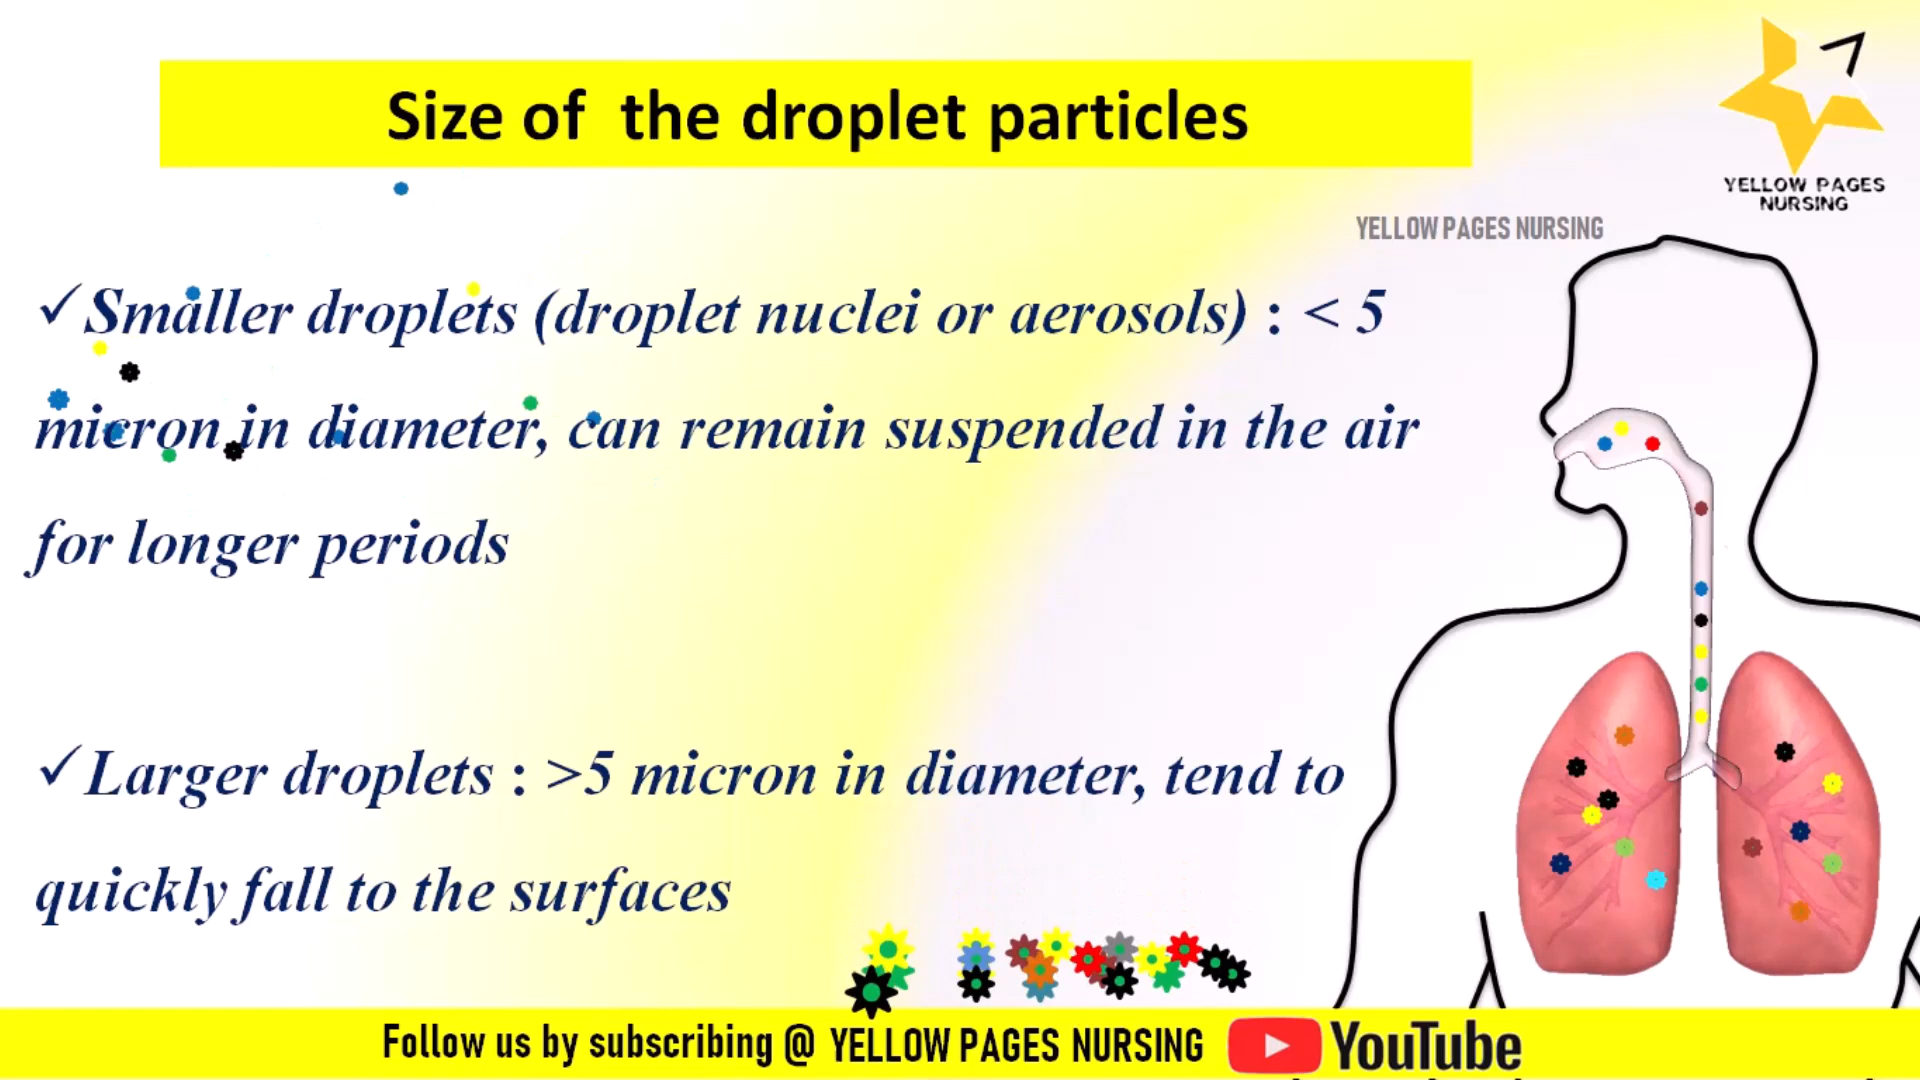 Size of the droplet particles
YELLOW PAGES
NURSING
YELLOW PAGES NURSING
✓Smaller droplets (droplet nuclei or aerosols) : < 5
micron in diameter, can remain suspended in the air
for longer periods
✓Larger droplets : >5 micron in diameter, tend to
quickly fall to the surfaces
Follow us by subscribing @ YELLOW PAGES NURSING YouTube